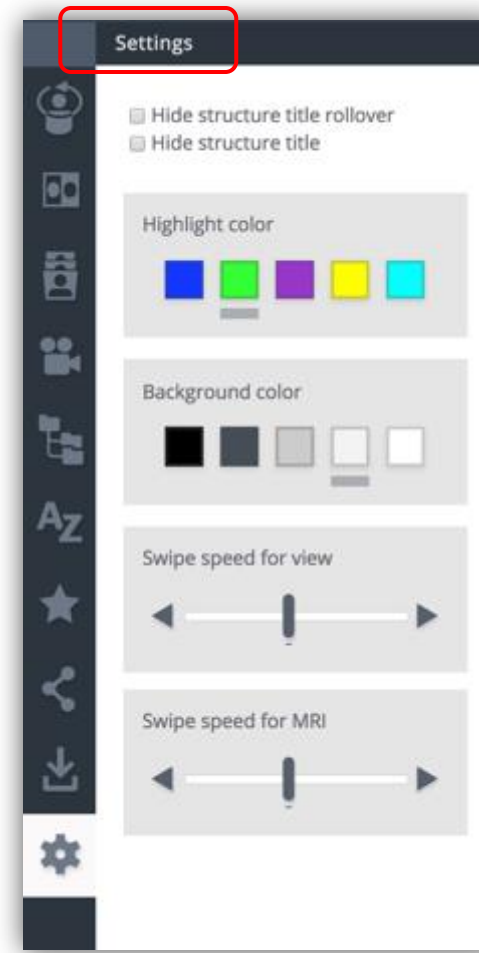 Settings
Hide structure title rollover
Hide structure title
Highlight color
Background color
AZ
Swipe speed for view
Swipe speed for MRI